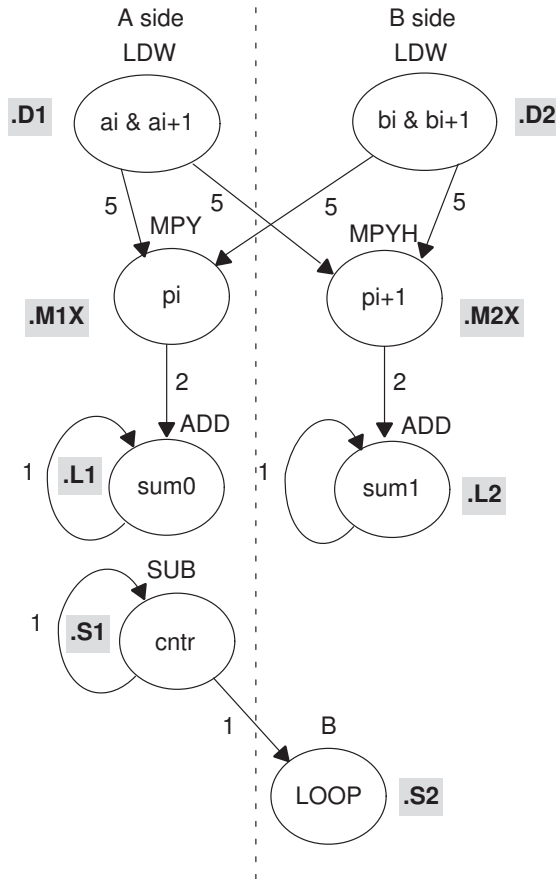 A side
B side
LDW
LDW
.D1
ai & ai+1
bi & bi+1
.D2
5
5
5
5
MPY
MPYH
pi
pi+1
.M1X
.M2X
2
2
ADD
ADD
1
.L1
sum0
1
sum1
.L2
SUB
1
.S1
cntr
1
B
LOOP
.S2